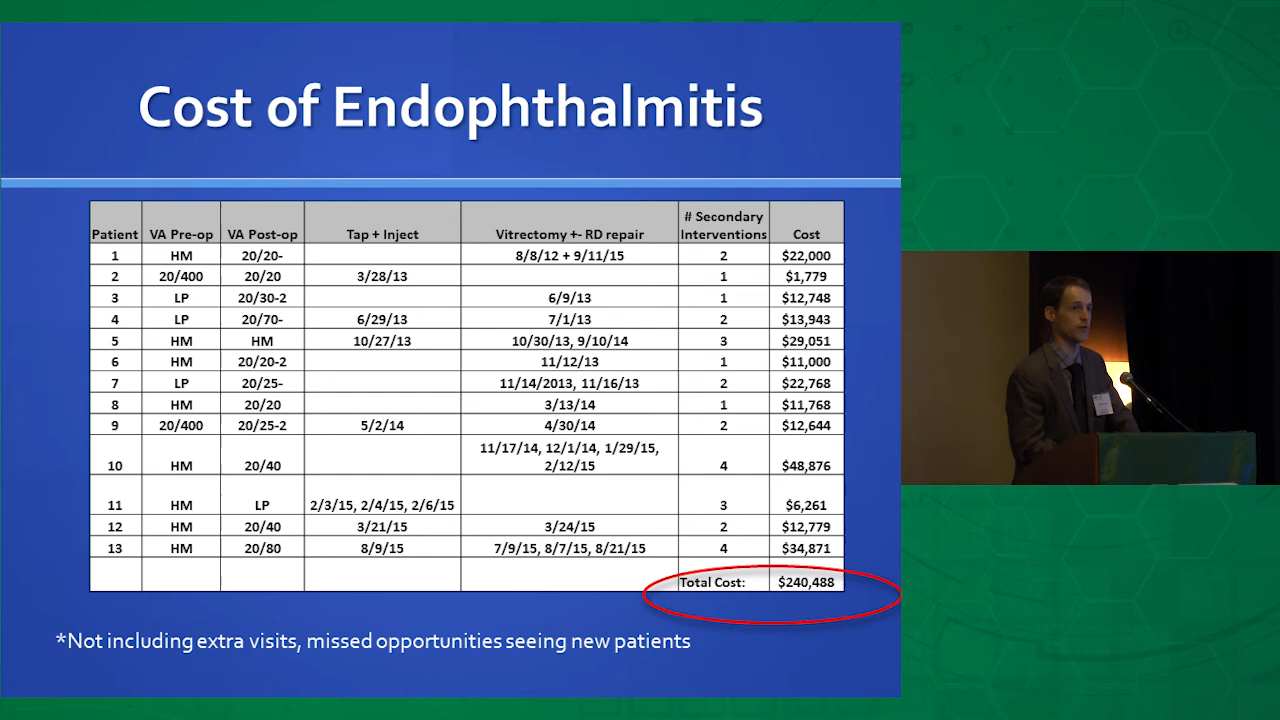 Cost of Endophthalmitis
Patient VA Pre-op VA Post-op Tap + Inject Vitrectomy +- RD repair # Secondary Interventions Cost
1 HM 20/20- 8/8/12 + 9/11/15 2 $22,000
2 20/400 20/20 3/28/13 1 $1,779
3 LP 20/30-2 6/9/13 1 $12,748
4 LP 20/70- 6/29/13 7/1/13 2 $13,943
5 HM HM 10/27/13 10/30/13, 9/10/14 3 $29,051
6 HM 20/20-2 11/12/13 1 $11,000
7 LP 20/25- 11/14/2013, 11/16/13 2 $22,768
8 HM 20/20 3/13/14 1 $11,768
9 20/400 20/25-2 5/2/14 4/30/14 2 $12,644
10 HM 20/40 11/17/14, 12/1/14, 1/29/15, 2/12/15 4 $48,876
11 HM LP 2/3/15, 2/4/15, 2/6/15 3 $6,261
12 HM 20/40 3/21/15 3/24/15 2 $12,779
13 HM 20/80 8/9/15 7/9/15, 8/7/15, 8/21/15 4 $34,871
Total Cost: $240,488
*Not including extra visits, missed opportunities seeing new patients